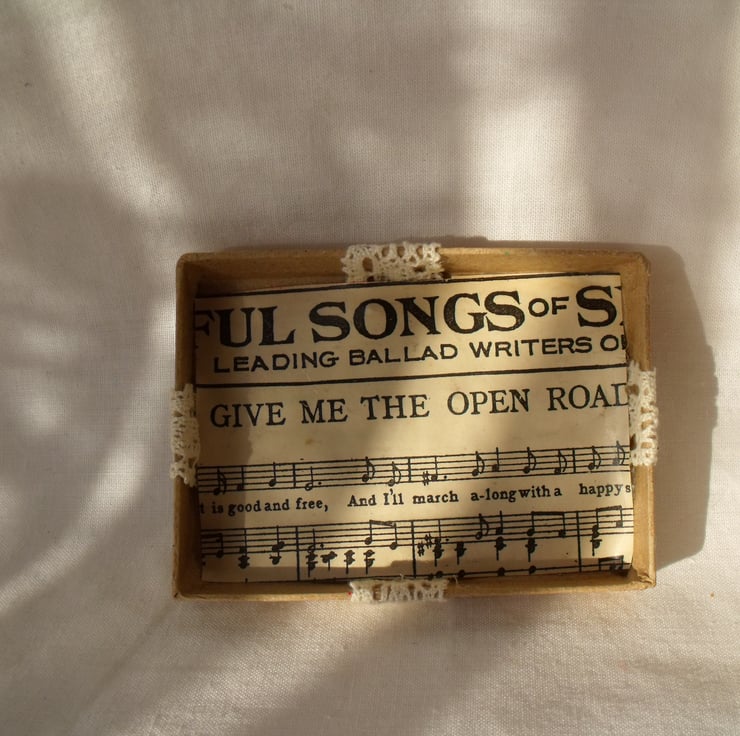 FUL SONGS OF S
LEADING BALLAD WRITERS O
GIVE ME THE OPEN ROAD
t is good and free, And I'll march a-long with a happy s